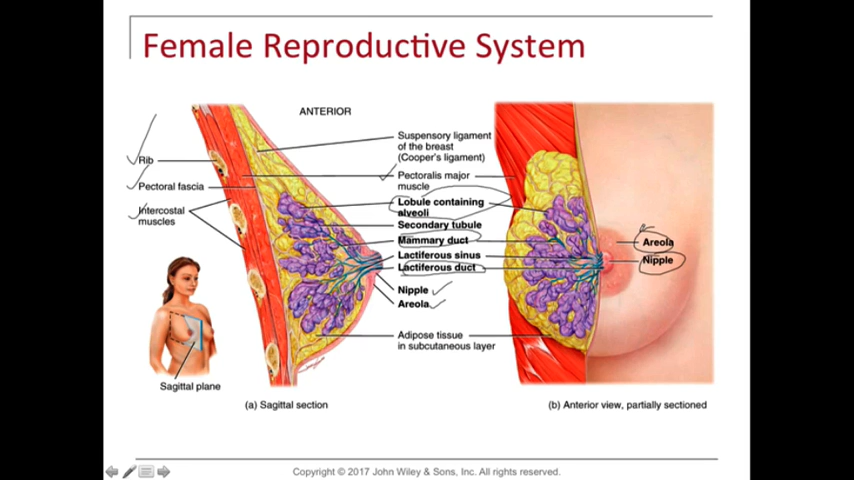 Female Reproductive System
ANTERIOR
Suspensory ligament
of the breast
(Cooper's ligament)
Rib
Pectoralis major
muscle
Pectoral fascia
Lobule containing
alveoli
Intercostal
muscles
Secondary tubule
Mammary duct
Areola
Lactiferous sinus
Nipple
Lactiferous duct
Nipple
Areola
Adipose tissue
in subcutaneous layer
Sagittal plane
(a) Sagittal section
(b) Anterior view, partially sectioned
Copyright © 2017 John Wiley & Sons, Inc. All rights reserved.